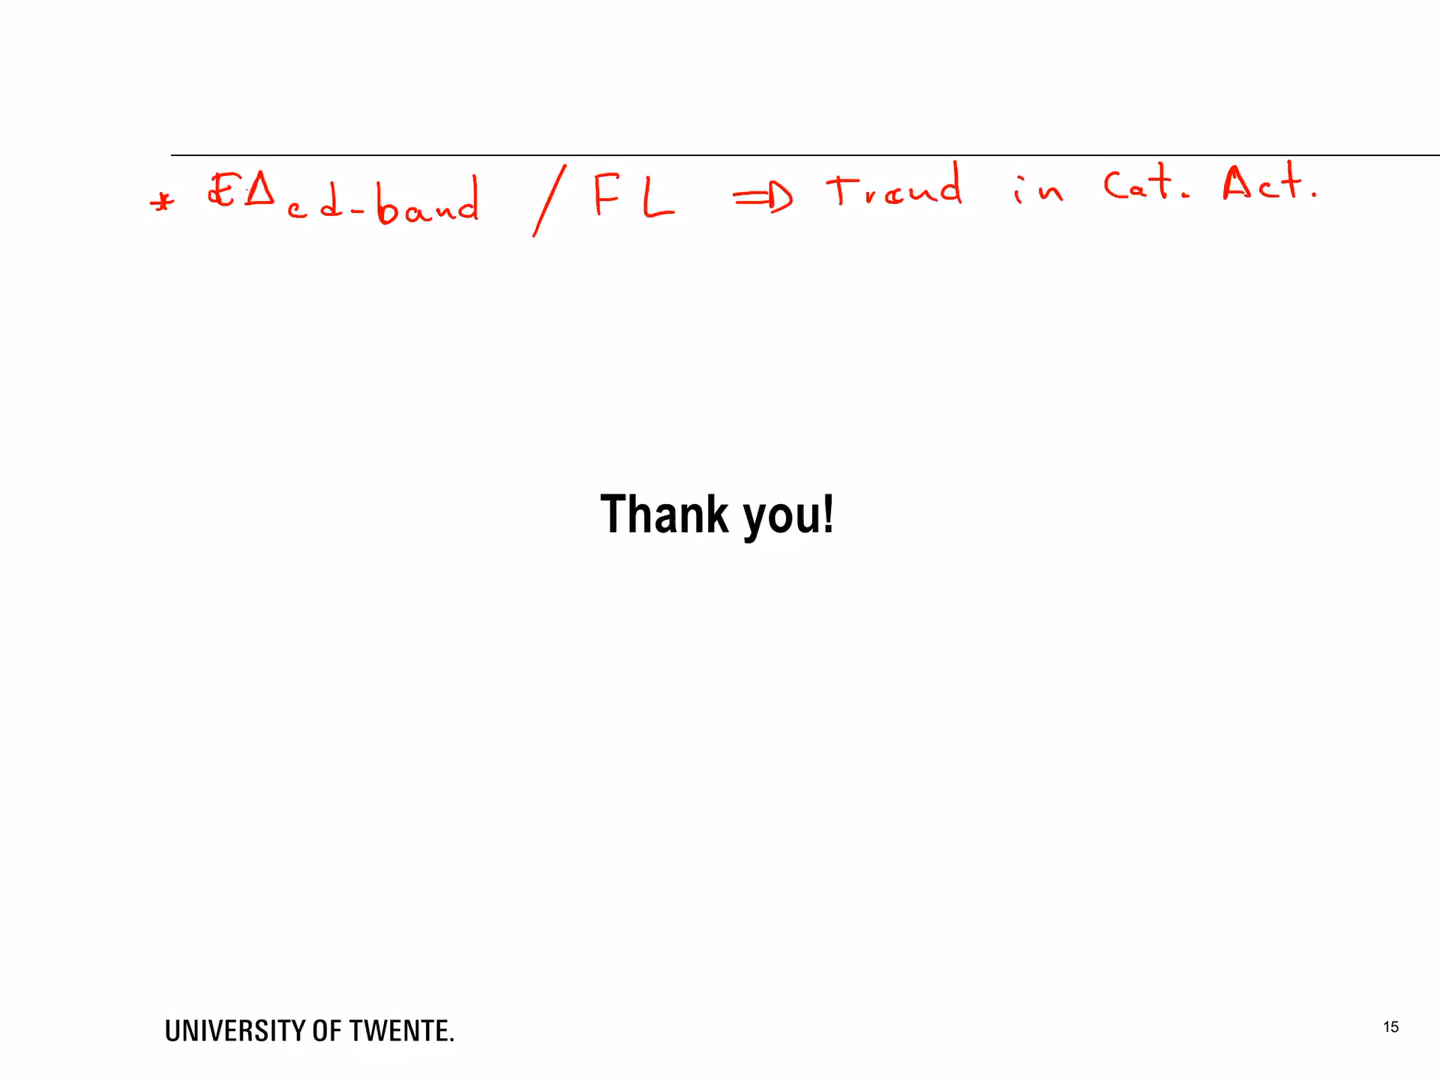 * EΔ c d-band / FL ⇒ Trend in Cat. Act.
Thank you!
UNIVERSITY OF TWENTE.
15